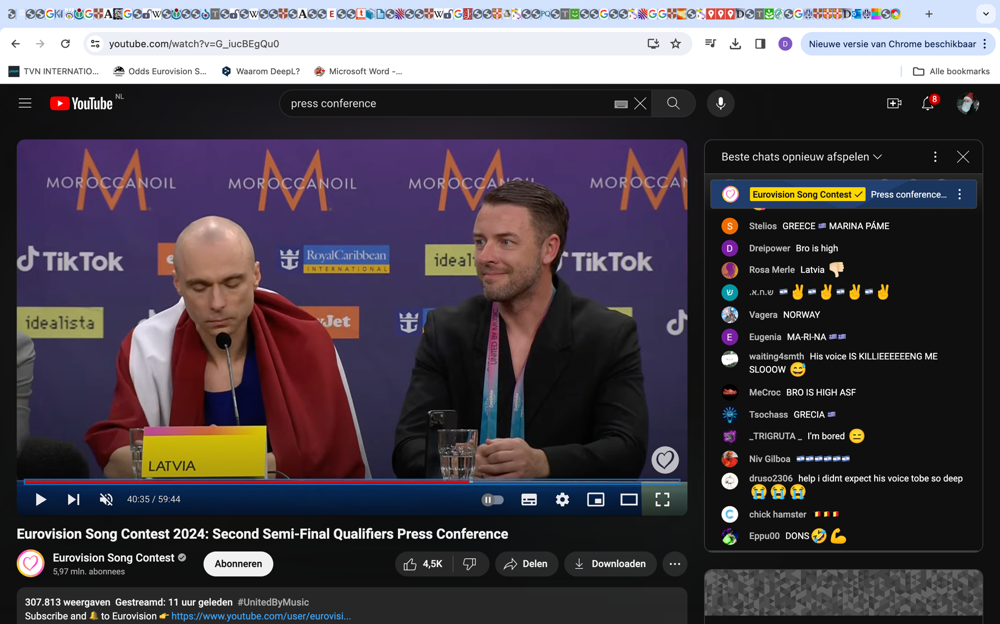 youtube.com/watch?v=G_iucBEgQu0
Nieuwe versie van Chrome beschikbaar
TVN INTERNATIO...
Odds Eurovision S...
Waarom DeepL?
Microsoft Word -...
Alle bookmarks
YouTube NL
press conference
8
MOROCCANOIL MOROCCANOIL MOROCCANOIL MOROCCAN
TikTok
RoyalCaribbean
INTERNATIONAL
ideali
TikTok
idealista
Jet
UNITED BY MUSIC
LATVIA
40:35 / 59:44
Eurovision Song Contest 2024: Second Semi-Final Qualifiers Press Conference
Eurovision Song Contest
5,97 mln. abonnees
Abonneren
4,5K
Delen
Downloaden
307.813 weergaven Gestreamd: 11 uur geleden #UnitedByMusic
Subscribe and 🔔 to Eurovision 👉 https://www.youtube.com/user/eurovisi...
Beste chats opnieuw afspelen
Eurovision Song Contest ✓ Press conference...
S Stelios GREECE 🇬🇷 MARINA PÁME
D Dreipower Bro is high
Rosa Merle Latvia 👎🏻
ש ש.ח.א. 🇮🇱✌️🇮🇱✌️🇮🇱✌️🇮🇱✌️
Vagera NORWAY
E Eugenia MA-RI-NA 🇬🇷🇬🇷
waiting4smth His voice IS KILLIEEEEEENG ME
SLOOOW 😅
MeCroc BRO IS HIGH ASF
Tsochass GRECIA 🇬🇷
_TRIGRUTA _ I'm bored 😑
Niv Gilboa 🇮🇱🇮🇱🇮🇱🇮🇱🇮🇱🇮🇱
druso2306 help i didnt expect his voice tobe so deep
😭😭😭
C chick hamster 🇧🇪🇧🇪🇧🇪
Eppu00 DONS🤣💪